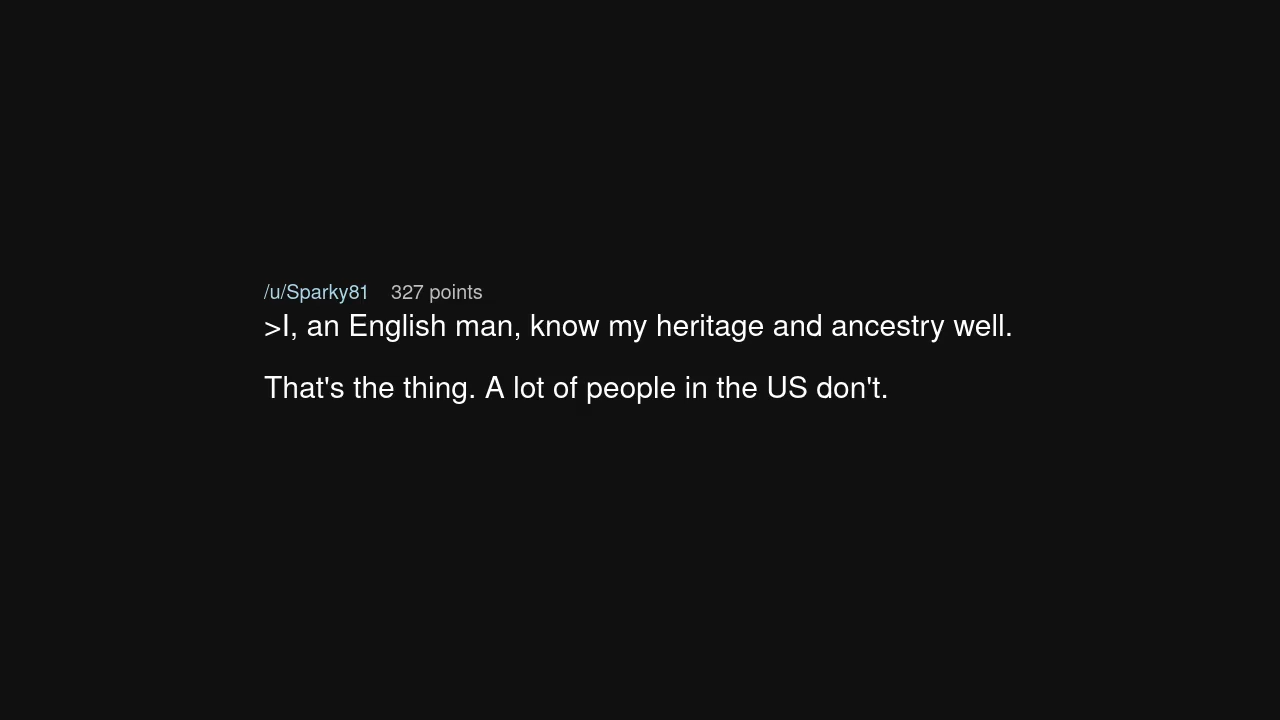 /u/Sparky81 327 points
>I, an English man, know my heritage and ancestry well.
That's the thing. A lot of people in the US don't.